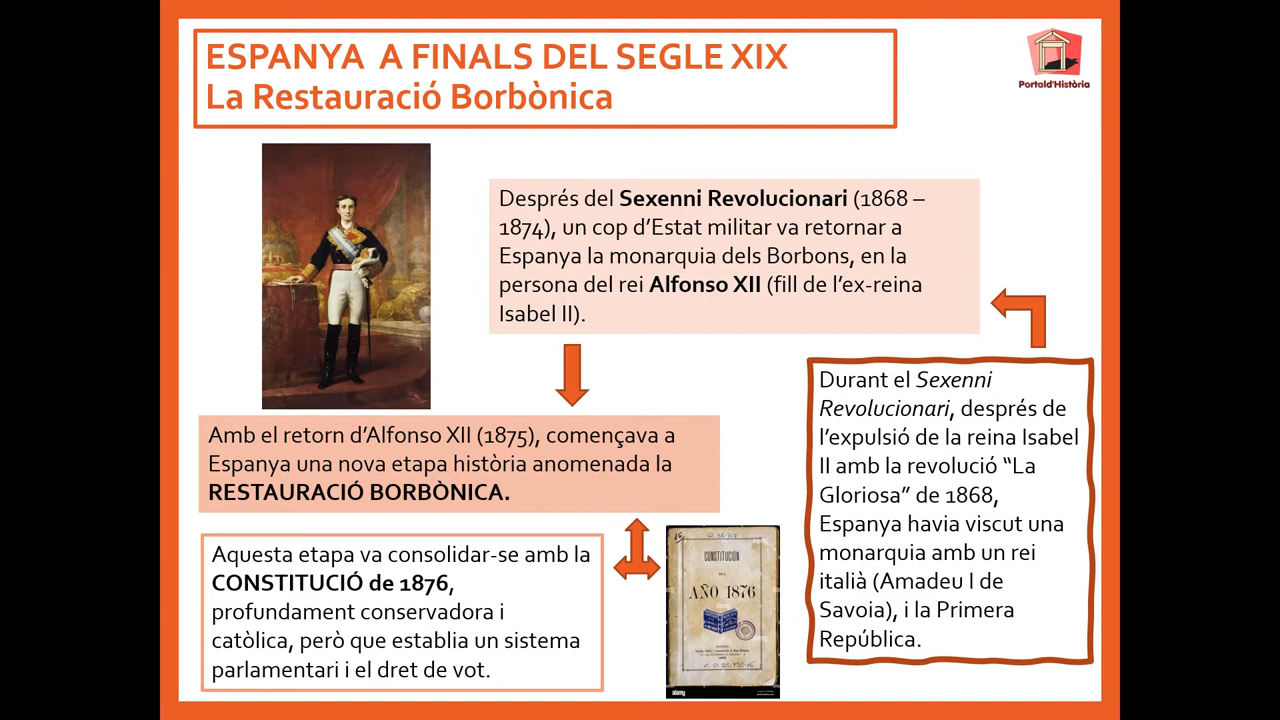 ESPANYA A FINALS DEL SEGLE XIX
La Restauració Borbònica
Portald'Història
Després del Sexenni Revolucionari (1868 –
1874), un cop d’Estat militar va retornar a
Espanya la monarquia dels Borbons, en la
persona del rei Alfonso XII (fill de l’ex-reina
Isabel II).
Durant el Sexenni
Revolucionari, després de
l’expulsió de la reina Isabel
II amb la revolució “La
Gloriosa” de 1868,
Espanya havia viscut una
monarquia amb un rei
italià (Amadeu I de
Savoia), i la Primera
República.
Amb el retorn d’Alfonso XII (1875), començava a
Espanya una nova etapa història anomenada la
RESTAURACIÓ BORBÒNICA.
Aquesta etapa va consolidar-se amb la
CONSTITUCIÓ de 1876,
profundament conservadora i
catòlica, però que establia un sistema
parlamentari i el dret de vot.
CONSTITUCIÓN
AÑO 1876
alamy